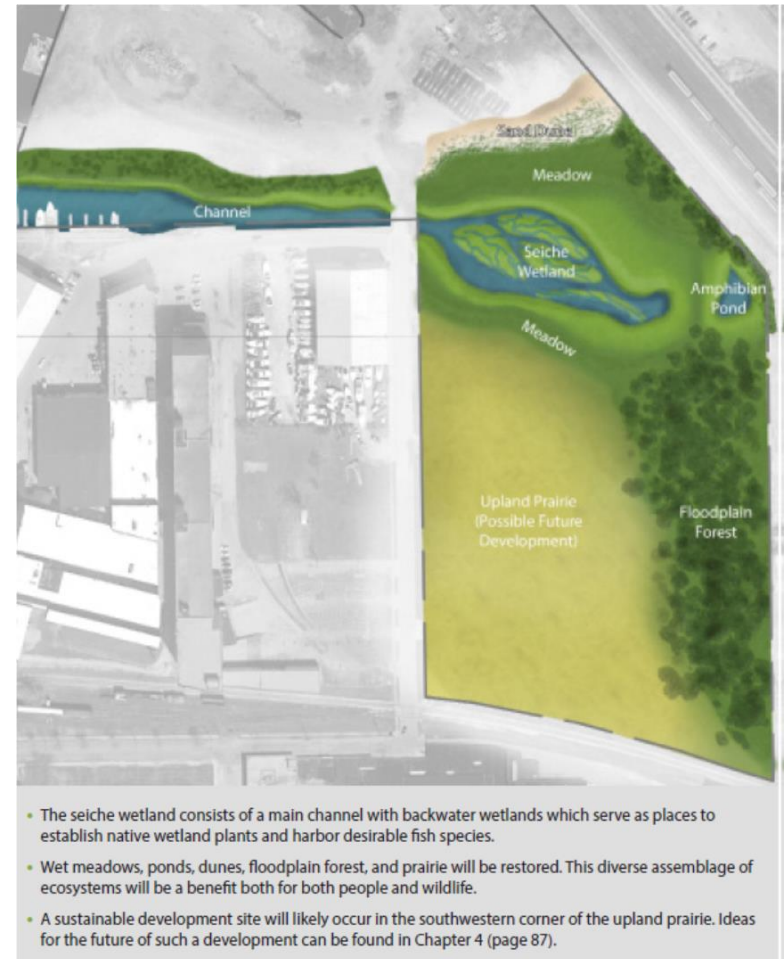 Sand Dune
Meadow
Channel
Seiche
Wetland
Amphibian
Pond
Meadow
Upland Prairie
(Possible Future
Development)
Floodplain
Forest
• The seiche wetland consists of a main channel with backwater wetlands which serve as places to
establish native wetland plants and harbor desirable fish species.
• Wet meadows, ponds, dunes, floodplain forest, and prairie will be restored. This diverse assemblage of
ecosystems will be a benefit both for both people and wildlife.
• A sustainable development site will likely occur in the southwestern corner of the upland prairie. Ideas
for the future of such a development can be found in Chapter 4 (page 87).